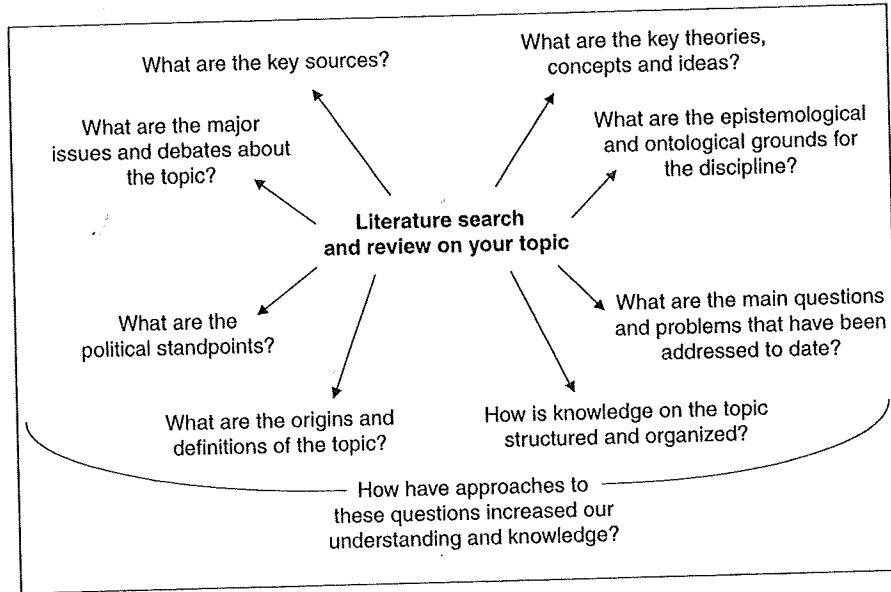 What are the key sources?
What are the key theories,
concepts and ideas?
What are the major
issues and debates about
the topic?
What are the epistemological
and ontological grounds for
the discipline?
Literature search
and review on your topic
What are the
political standpoints?
What are the main questions
and problems that have been
addressed to date?
What are the origins and
definitions of the topic?
How is knowledge on the topic
structured and organized?
How have approaches to
these questions increased our
understanding and knowledge?